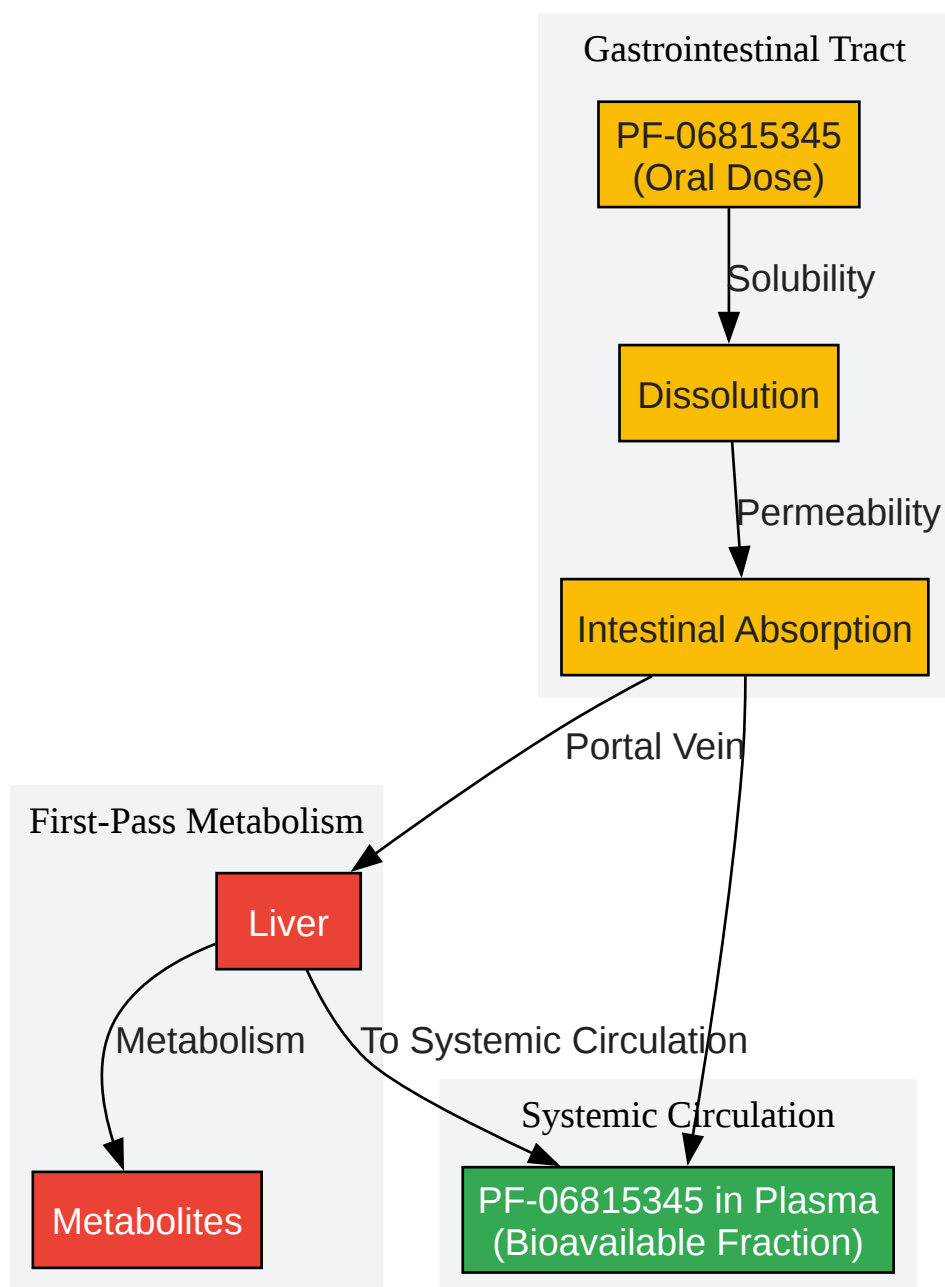 Gastrointestinal Tract
PF-06815345
(Oral Dose)
Solubility
Dissolution
Permeability
Intestinal Absorption
Portal Vein
First-Pass Metabolism
Liver
Metabolism
To Systemic Circulation
Systemic Circulation
Metabolites
PF-06815345 in Plasma
(Bioavailable Fraction)